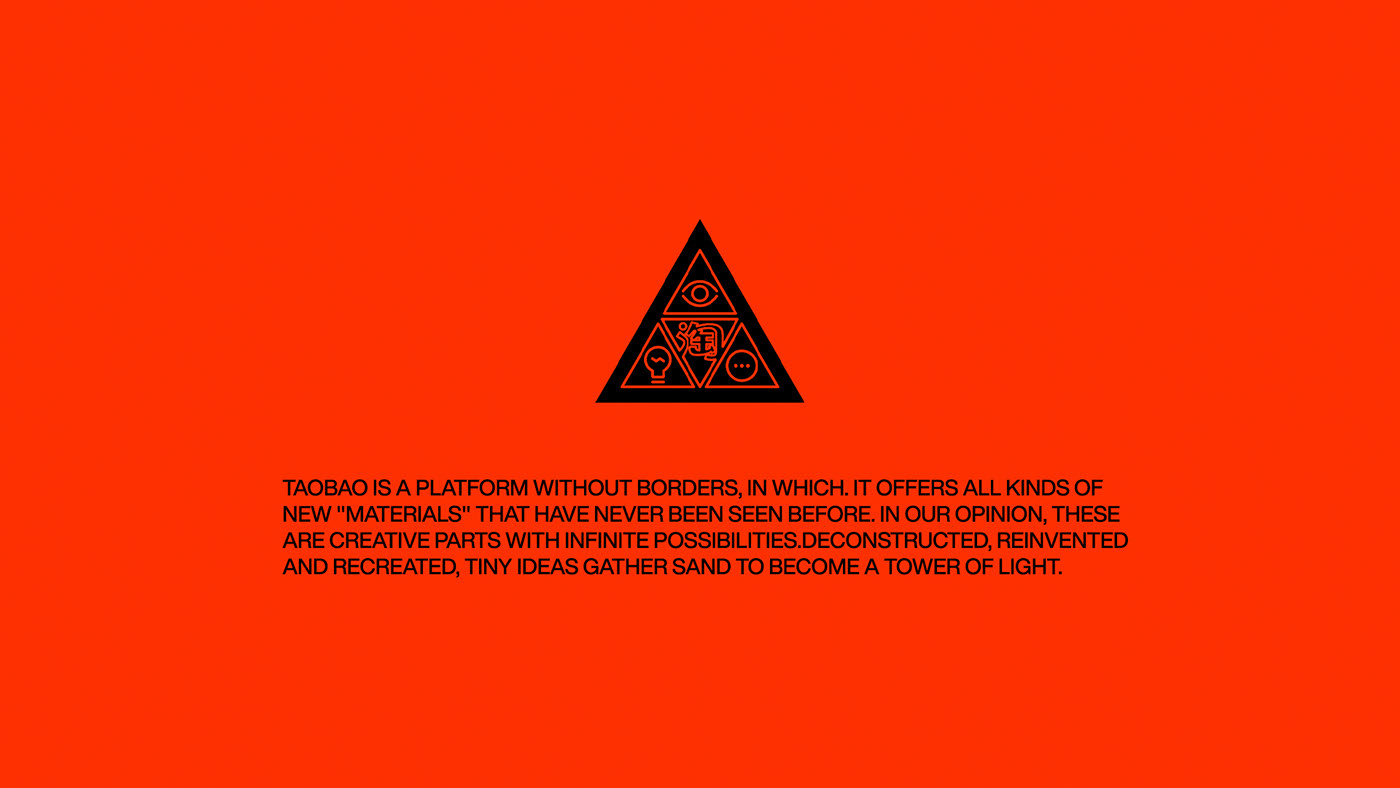 淘
TAOBAO IS A PLATFORM WITHOUT BORDERS, IN WHICH. IT OFFERS ALL KINDS OF
NEW "MATERIALS" THAT HAVE NEVER BEEN SEEN BEFORE. IN OUR OPINION, THESE
ARE CREATIVE PARTS WITH INFINITE POSSIBILITIES.DECONSTRUCTED, REINVENTED
AND RECREATED, TINY IDEAS GATHER SAND TO BECOME A TOWER OF LIGHT.